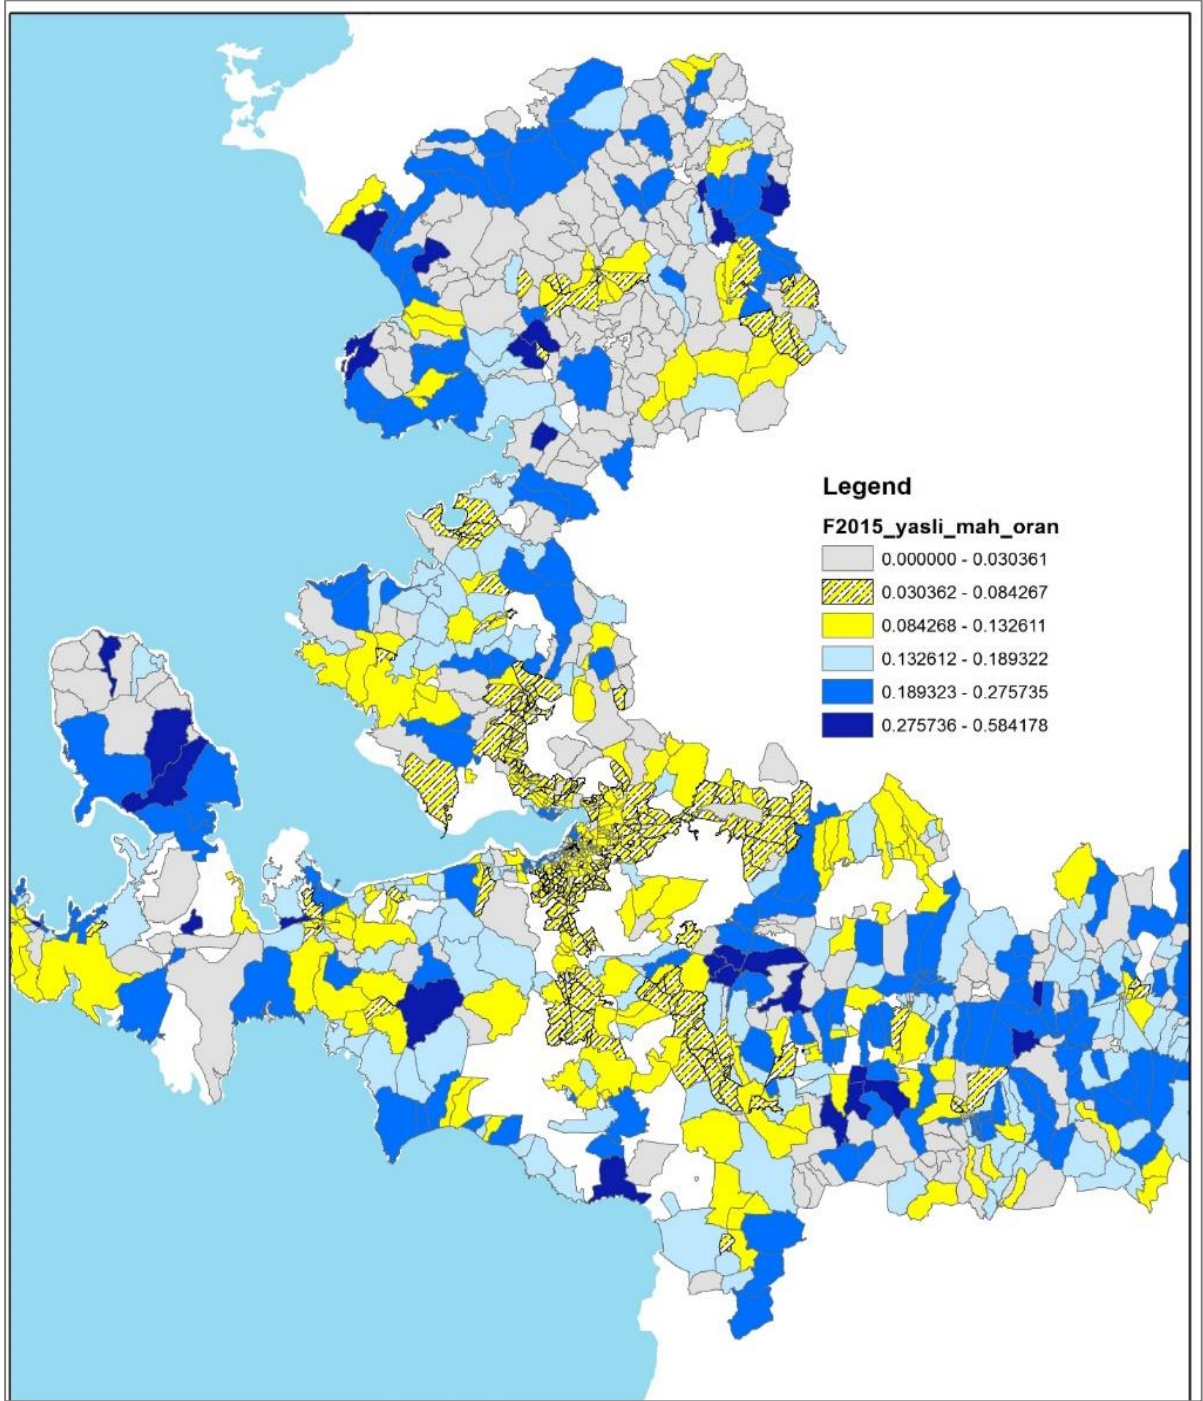 Legend
F2015_yasli_mah_oran
0.000000 - 0.030361
0.030362 - 0.084267
0.084268 - 0.132611
0.132612 - 0.189322
0.189323 - 0.275735
0.275736 - 0.584178